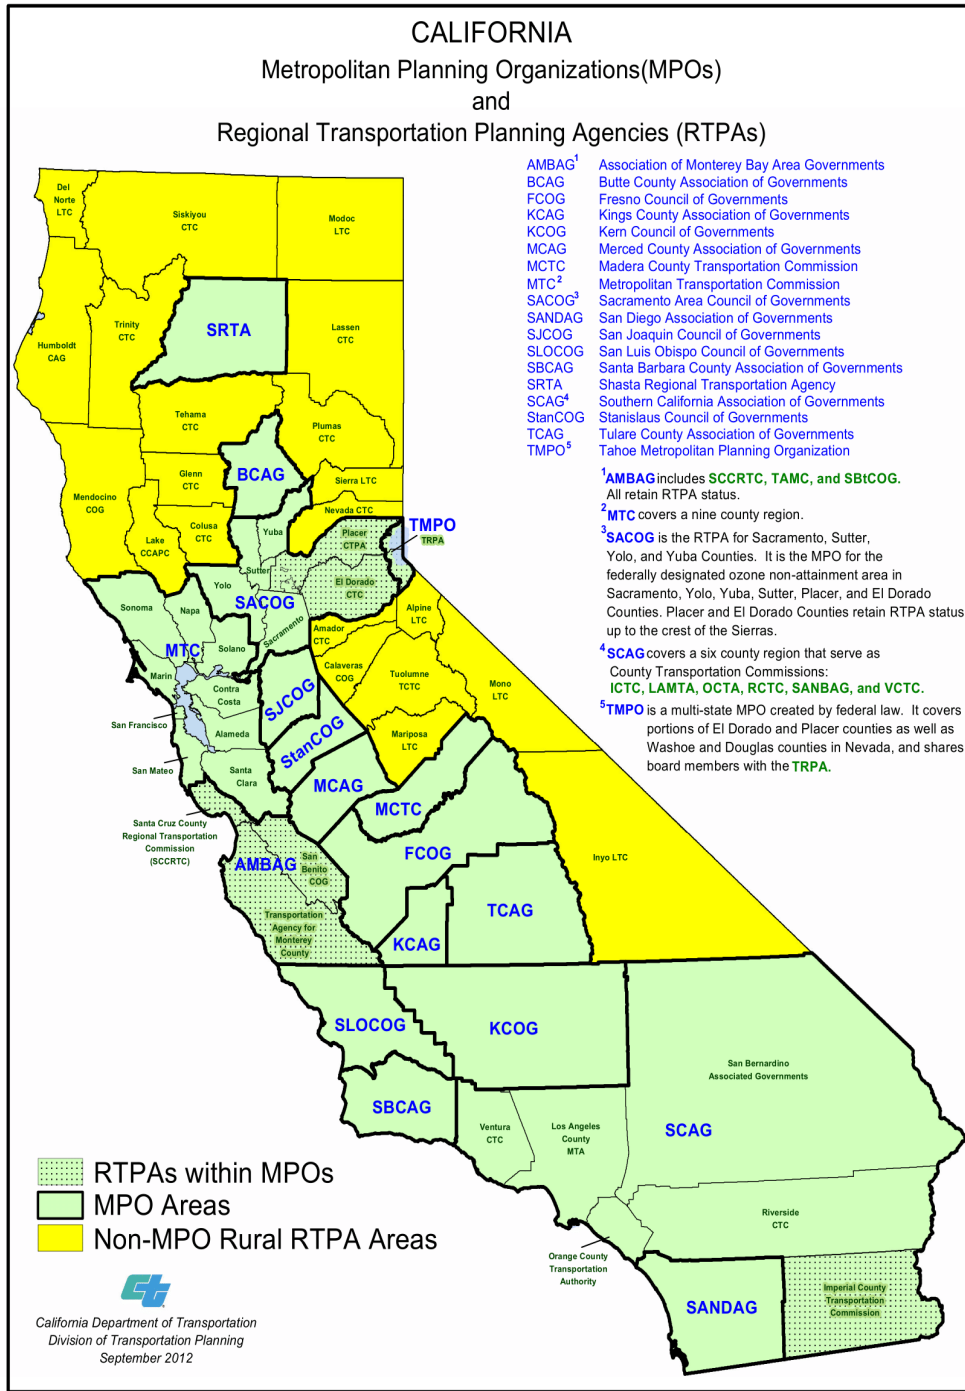 CALIFORNIA
Metropolitan Planning Organizations(MPOs)
and
Regional Transportation Planning Agencies (RTPAs)
AMBAG1 Association of Monterey Bay Area Governments
BCAG Butte County Association of Governments
FCOG Fresno Council of Governments
KCAG Kings County Association of Governments
KCOG Kern Council of Governments
MCAG Merced County Association of Governments
MCTC Madera County Transportation Commission
MTC2 Metropolitan Transportation Commission
SACOG3 Sacramento Area Council of Governments
SANDAG San Diego Association of Governments
SJCOG San Joaquin Council of Governments
SLOCOG San Luis Obispo Council of Governments
SBCAG Santa Barbara County Association of Governments
SRTA Shasta Regional Transportation Agency
SCAG4 Southern California Association of Governments
StanCOG Stanislaus Council of Governments
TCAG Tulare County Association of Governments
TMPO5 Tahoe Metropolitan Planning Organization
1AMBAG includes SCCRTC, TAMC, and SBtCOG.
All retain RTPA status.
2MTC covers a nine county region.
3SACOG is the RTPA for Sacramento, Sutter,
Yolo, and Yuba Counties. It is the MPO for the
federally designated ozone non-attainment area in
Sacramento, Yolo, Yuba, Sutter, Placer, and El Dorado
Counties. Placer and El Dorado Counties retain RTPA status
up to the crest of the Sierras.
4SCAG covers a six county region that serve as
County Transportation Commissions:
ICTC, LAMTA, OCTA, RCTC, SANBAG, and VCTC.
5TMPO is a multi-state MPO created by federal law. It covers
portions of El Dorado and Placer counties as well as
Washoe and Douglas counties in Nevada, and shares
board members with the TRPA.
Del
Norte
LTC
Siskiyou
CTC
Modoc
LTC
Humboldt
CAG
Trinity
CTC
SRTA
Lassen
CTC
Tehama
CTC
Plumas
CTC
Mendocino
COG
Glenn
CTC
BCAG
Sierra LTC
Nevada CTC
Lake
CCAPC
Colusa
CTC
Yuba
Sutter
Placer
CTPA
TMPO
TRPA
El Dorado
CTC
Yolo
SACOG
Sacramento
Sonoma
Napa
Solano
MTC
Marin
Contra
Costa
San Francisco
Alameda
San Mateo
Santa
Clara
Amador
CTC
Alpine
LTC
Calaveras
COG
Tuolumne
TCTC
Mono
LTC
Mariposa
LTC
SJCOG
StanCOG
MCAG
MCTC
Santa Cruz County
Regional Transportation
Commission
(SCCRTC)
AMBAG
San
Benito
COG
Transportation
Agency for
Monterey
County
FCOG
Inyo LTC
TCAG
KCAG
SLOCOG
KCOG
SBCAG
San Bernardino
Associated Governments
SCAG
Ventura
CTC
Los Angeles
County
MTA
Riverside
CTC
Orange County
Transportation
Authority
SANDAG
Imperial County
Transportation
Commission
RTPAs within MPOs
MPO Areas
Non-MPO Rural RTPA Areas
ct
California Department of Transportation
Division of Transportation Planning
September 2012